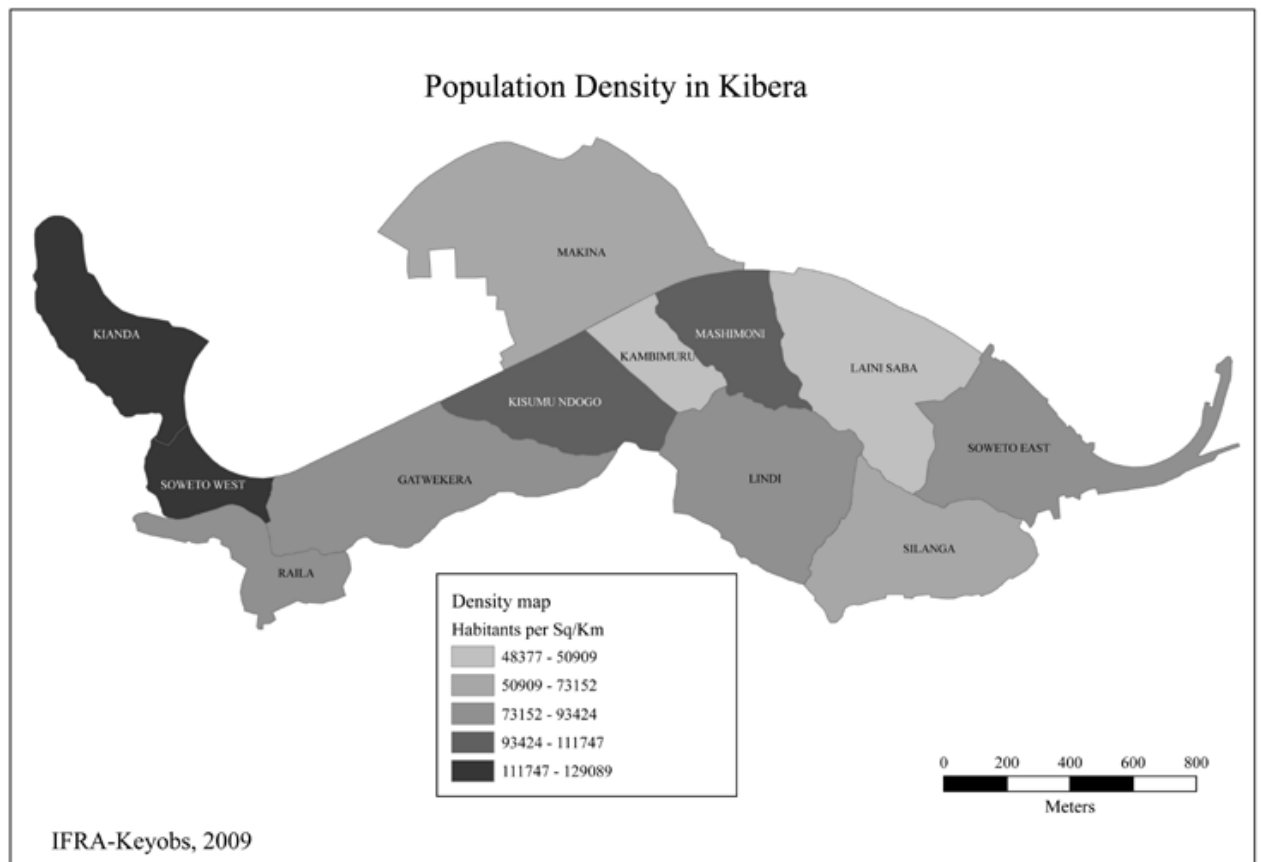 Population Density in Kibera
MAKINA
KIANDA
MASHIMONI
KAMBIMURU
LAINI SABA
KISUMU NDOGO
SOWETO EAST
GATWEKERA
LINDI
SOWETO WEST
SILANGA
RAILA
Density map
Habitants per Sq/Km
48377 - 50909
50909 - 73152
73152 - 93424
93424 - 111747
111747 - 129089
0 200 400 600 800
Meters
IFRA-Keyobs, 2009